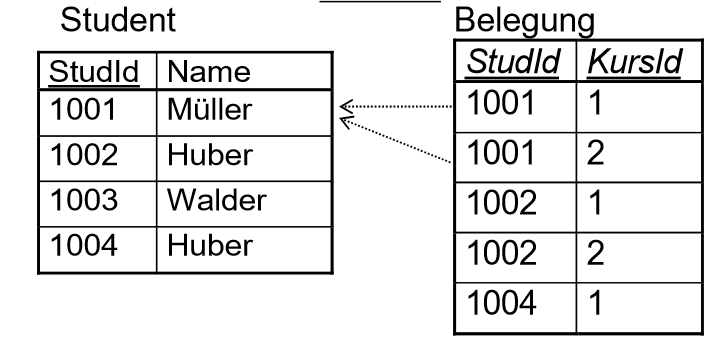 Student
StudId Name
1001 Müller
1002 Huber
1003 Walder
1004 Huber
Belegung
StudId KursId
1001 1
1001 2
1002 1
1002 2
1004 1